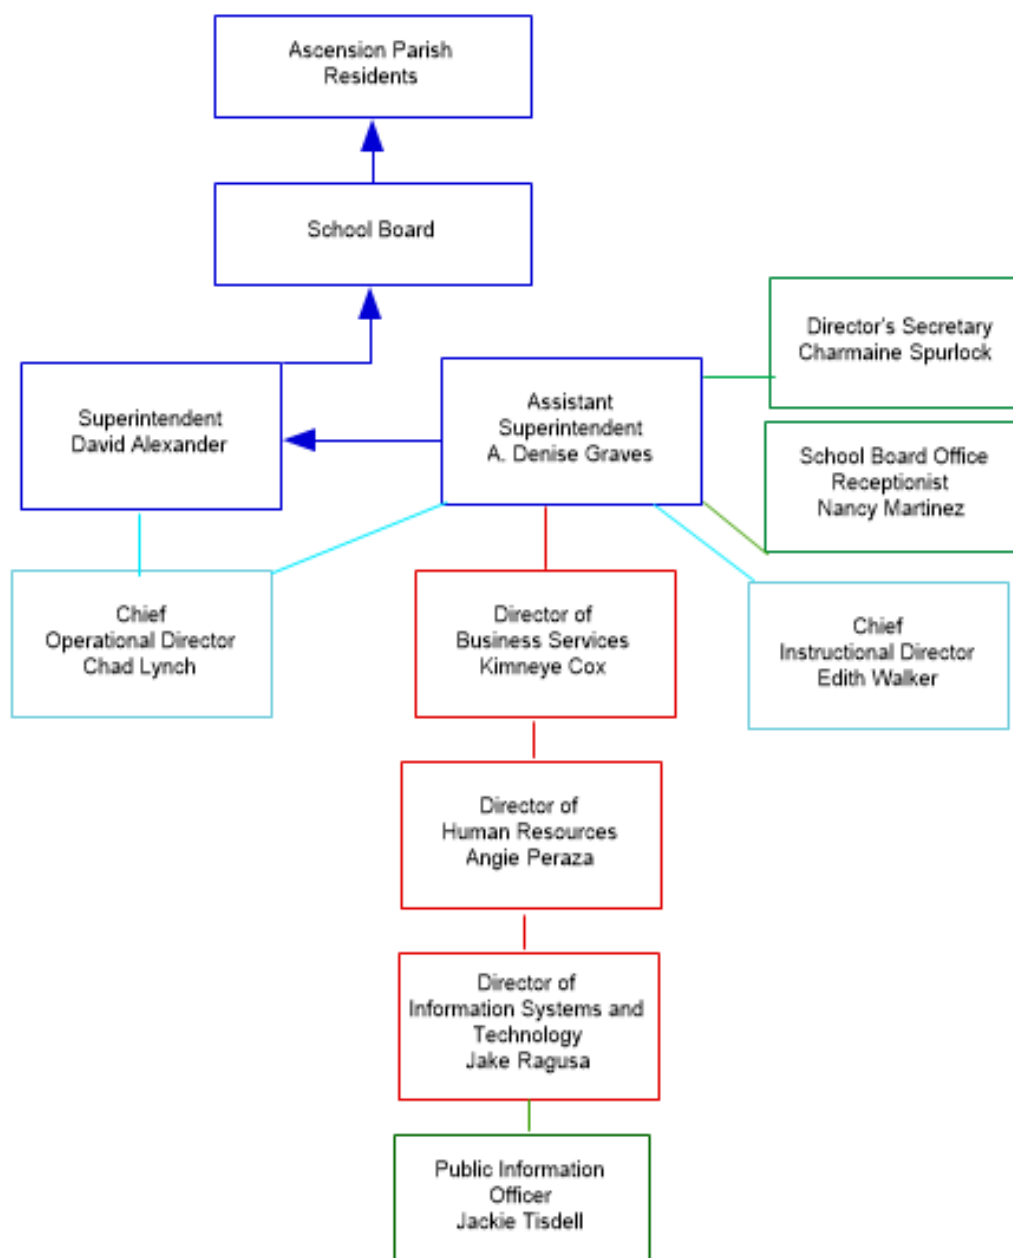 Ascension Parish
Residents
School Board
Director's Secretary
Charmaine Spurlock
Superintendent
David Alexander
Assistant
Superintendent
A. Denise Graves
School Board Office
Receptionist
Nancy Martinez
Chief
Operational Director
Chad Lynch
Director of
Business Services
Kimneye Cox
Chief
Instructional Director
Edith Walker
Director of
Human Resources
Angie Peraza
Director of
Information Systems and
Technology
Jake Ragusa
Public Information
Officer
Jackie Tisdell